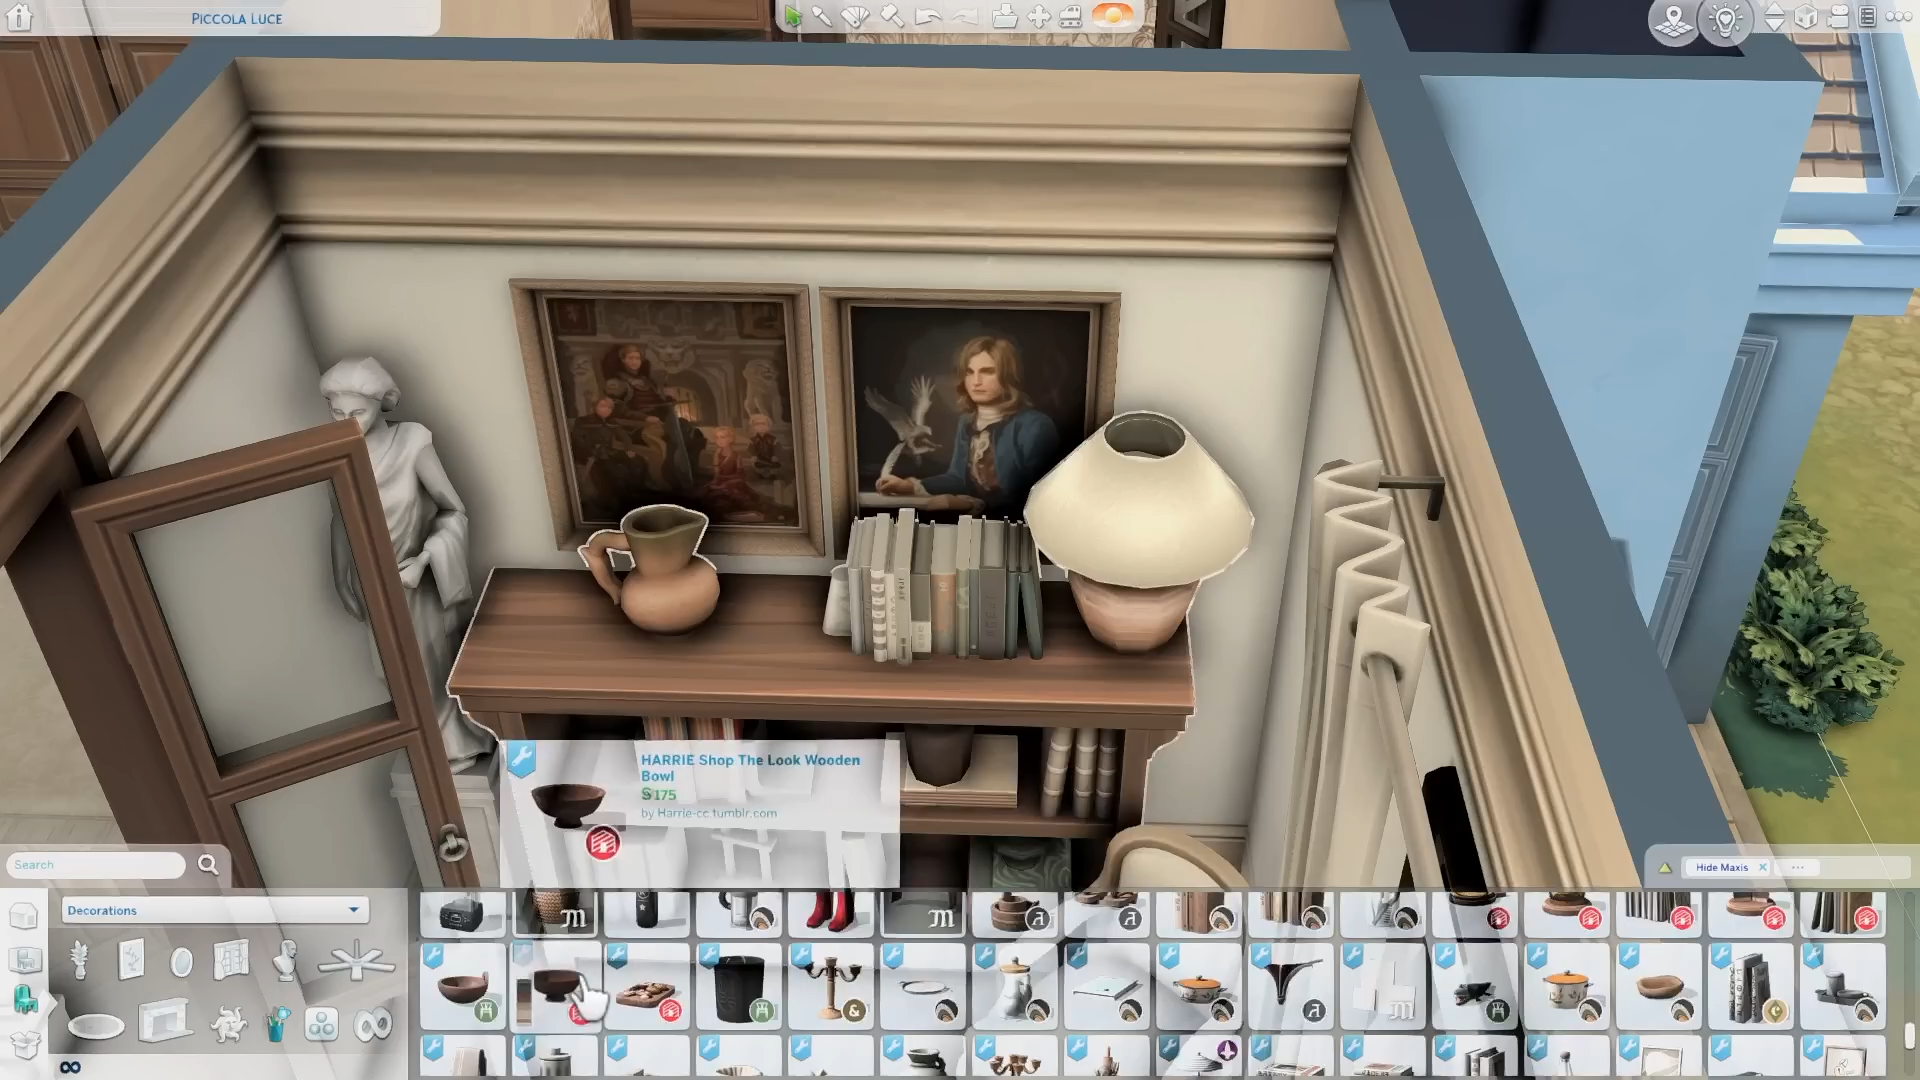 PICCOLA LUCE
HARRIE Shop The Look Wooden
Bowl
§175
by Harrie-cc.tumblr.com
Search
Hide Maxis
Decorations